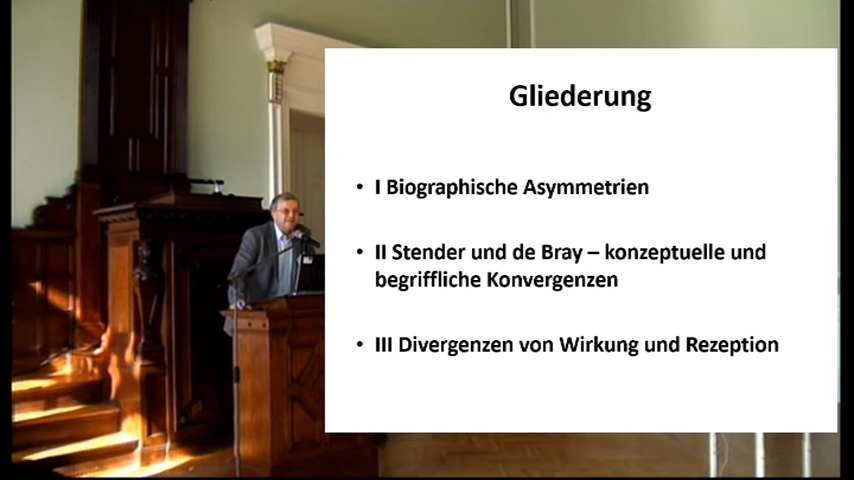 Gliederung
• I Biographische Asymmetrien
• II Stender und de Bray – konzeptuelle und
begriffliche Konvergenzen
• III Divergenzen von Wirkung und Rezeption